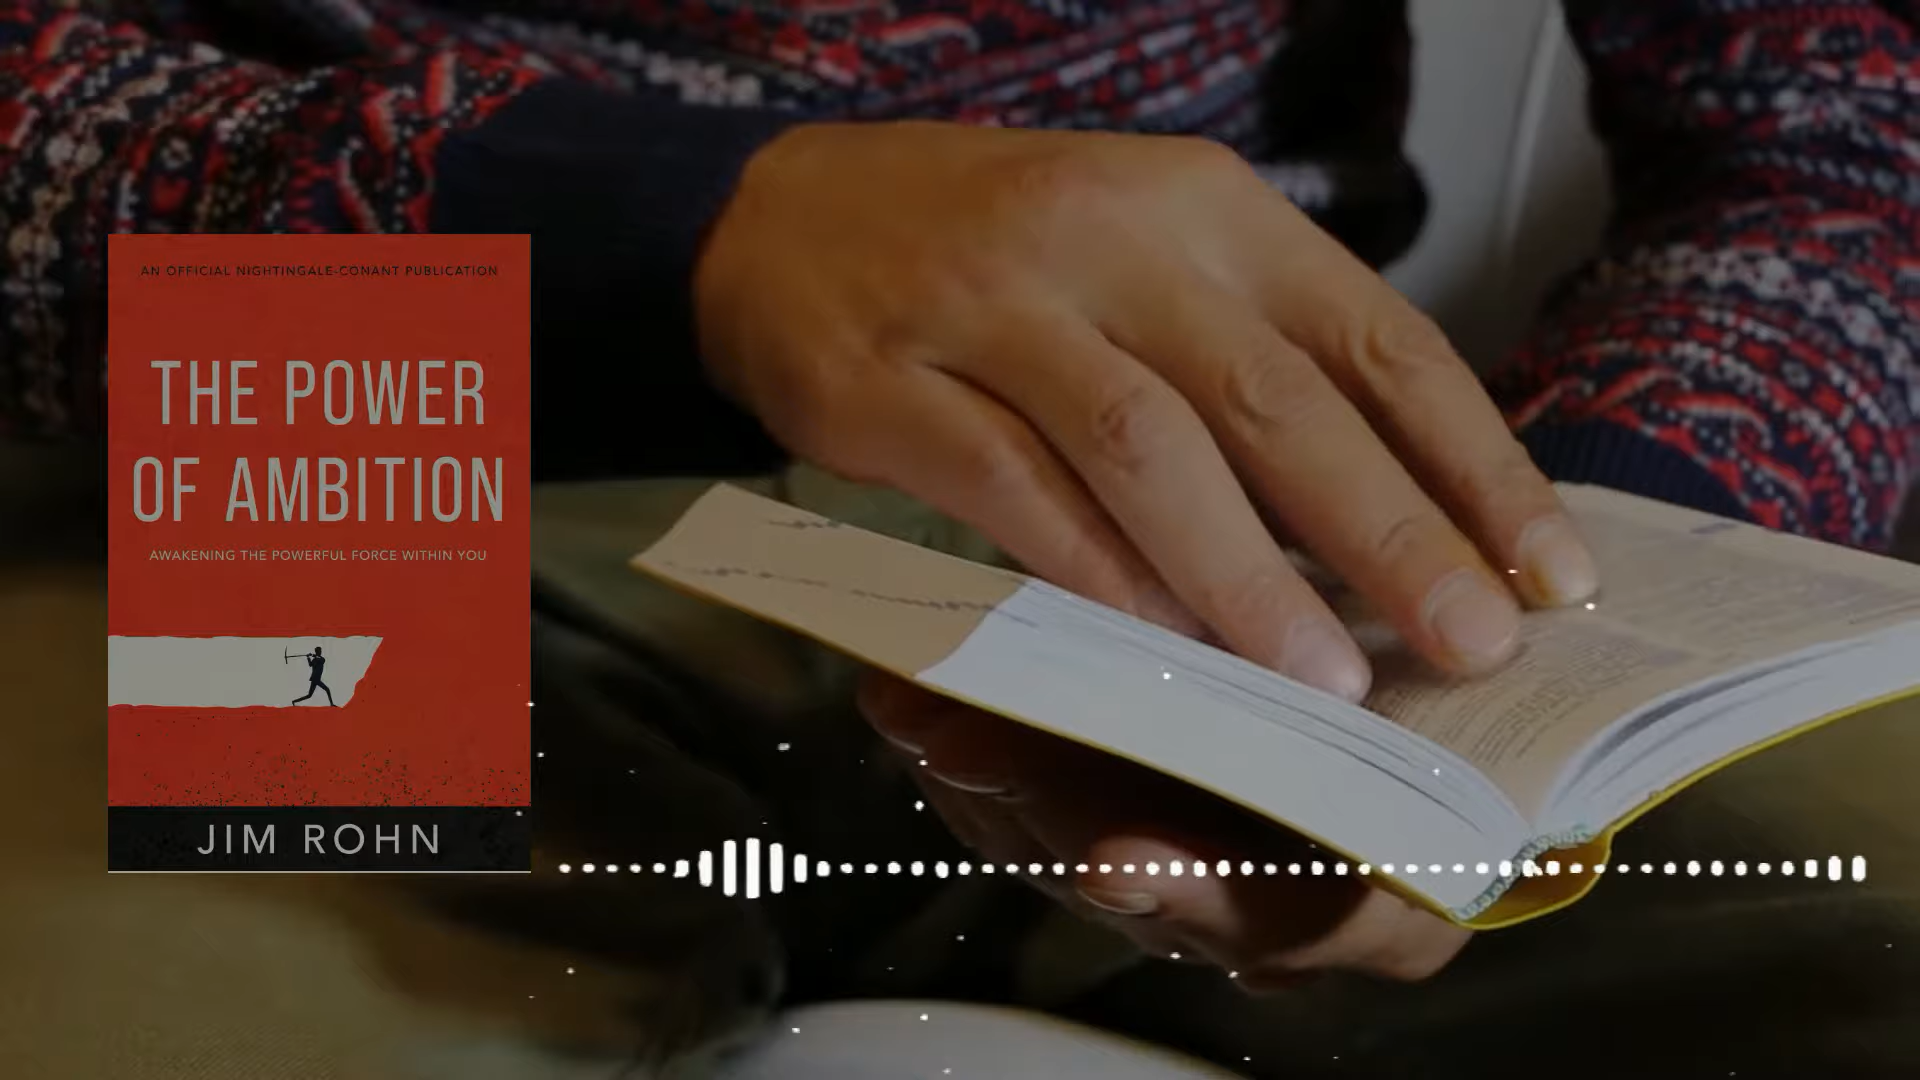 AN OFFICIAL NIGHTINGALE-CONANT PUBLICATION
THE POWER
OF AMBITION
AWAKENING THE POWERFUL FORCE WITHIN YOU
JIM ROHN